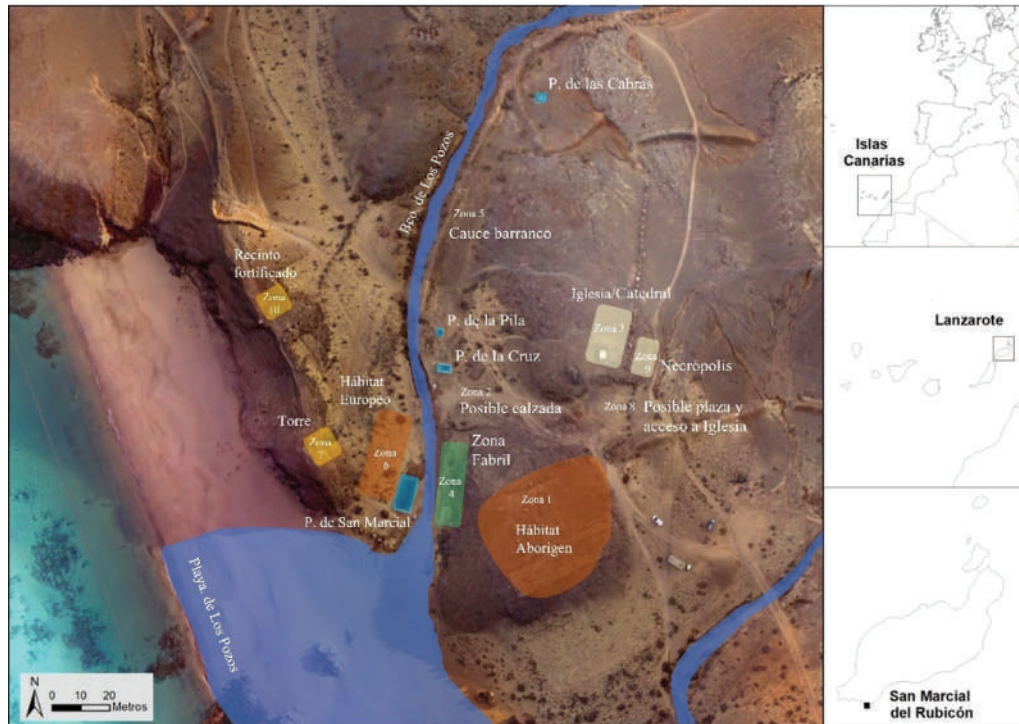 P. de las Cabras
Bco. de Los Pozos
Zona 5
Cauce barranco
Recinto
fortificado
Zona
10
Iglesia/Catedral
Zona 3
P. de la Pila
P. de la Cruz
Zona
9
Necrópolis
Hábitat
Europeo
Zona 2
Posible calzada
Zona 8
Posible plaza y
acceso a Iglesia
Torre
Zona
7
Zona
6
Zona
Fabril
Zona
4
Zona 1
Hábitat
Aborigen
P. de San Marcial
Playa. de Los Pozos
N
0 10 20
Metros
Islas
Canarias
Lanzarote
San Marcial
del Rubicón